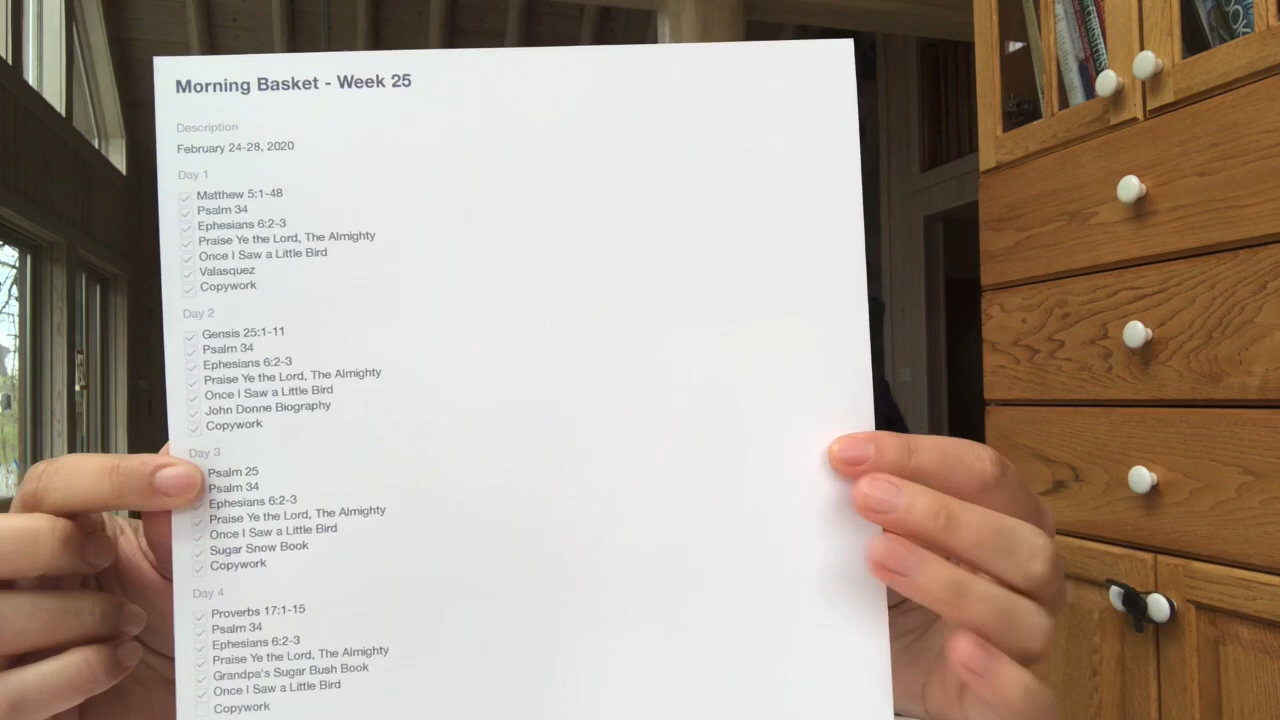 Morning Basket - Week 25
Description
February 24-28, 2020
Day 1
Matthew 5:1-48
Psalm 34
Ephesians 6:2-3
Praise Ye the Lord, The Almighty
Once I Saw a Little Bird
Valasquez
Copywork
Day 2
Gensis 25:1-11
Psalm 34
Ephesians 6:2-3
Praise Ye the Lord, The Almighty
Once I Saw a Little Bird
John Donne Biography
Copywork
Day 3
Psalm 25
Psalm 34
Ephesians 6:2-3
Praise Ye the Lord, The Almighty
Once I Saw a Little Bird
Sugar Snow Book
Copywork
Day 4
Proverbs 17:1-15
Psalm 34
Ephesians 6:2-3
Praise Ye the Lord, The Almighty
Grandpa's Sugar Bush Book
Once I Saw a Little Bird
Copywork